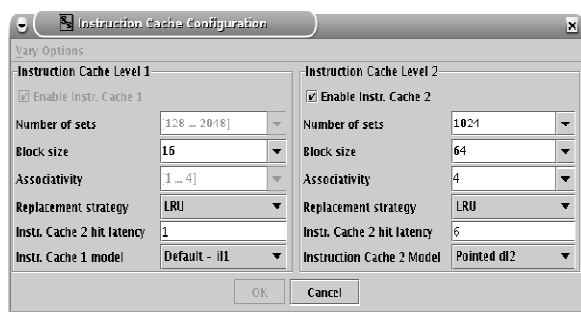 Instruction Cache Configuration
Vary Options
Instruction Cache Level 1
Enable Instr. Cache 1
Number of sets [128 ... 2048]
Block size 16
Associativity [1 ... 4]
Replacement strategy LRU
Instr. Cache 2 hit latency 1
Instr. Cache 1 model Default - il1
Instruction Cache Level 2
Enable Instr. Cache 2
Number of sets 1024
Block size 64
Associativity 4
Replacement strategy LRU
Instr. Cache 2 hit latency 6
Instruction Cache 2 Model Pointed dl2
OK Cancel